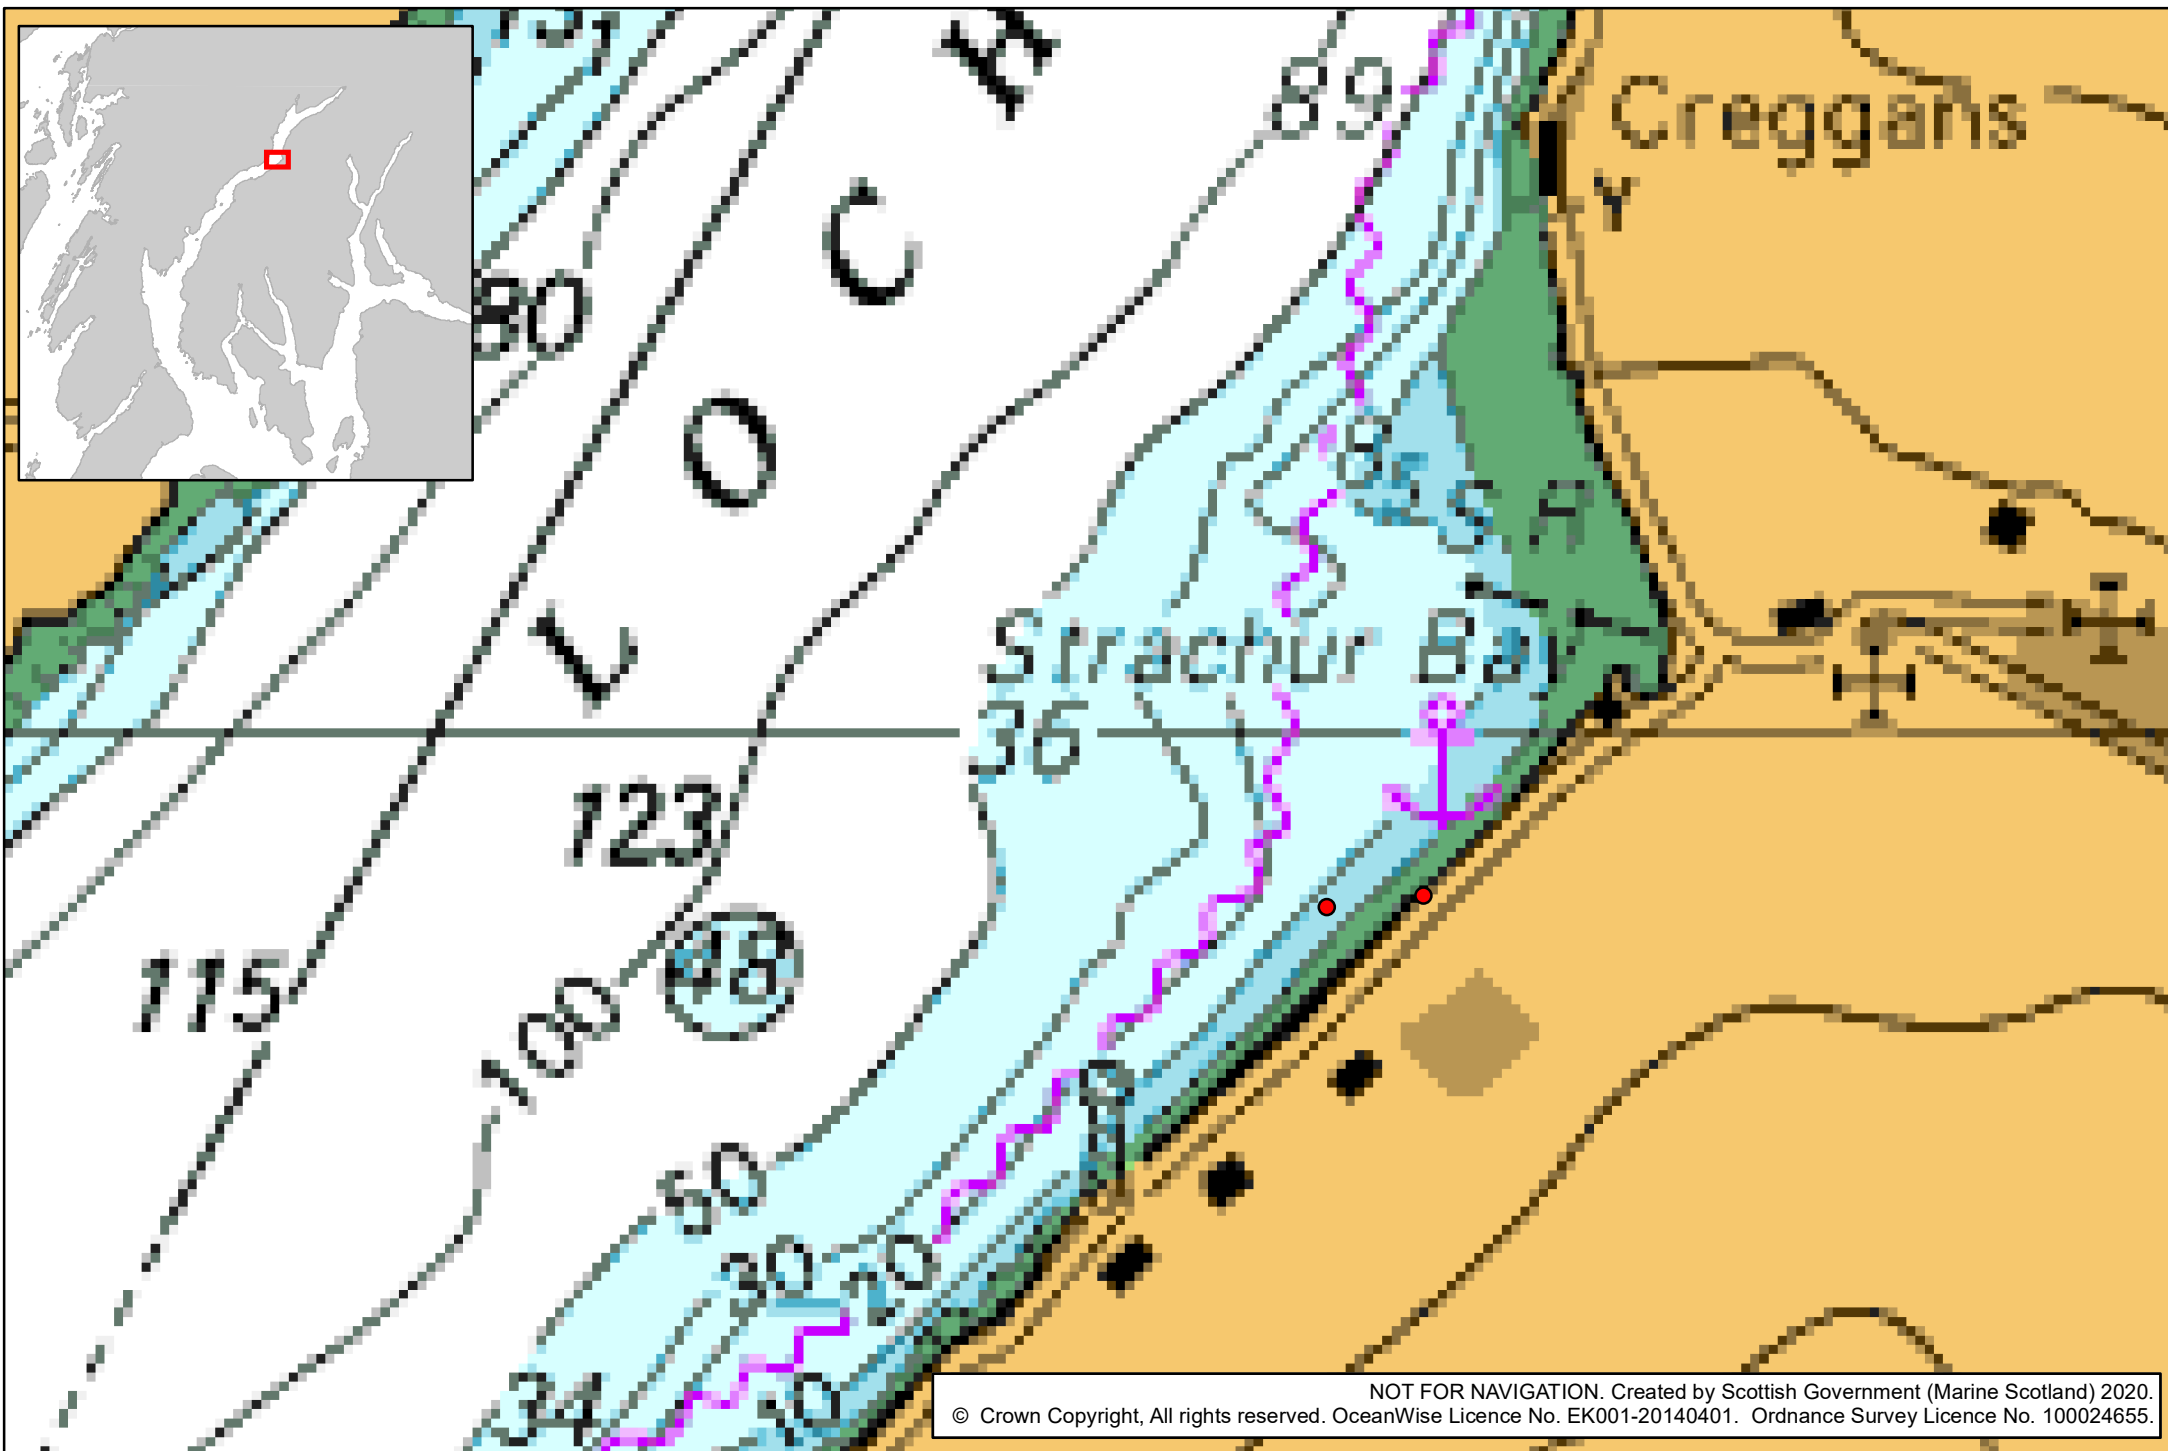 89
Creggans
Y
80
L O C H
Strachur Bay
36
123
48
115
100
50
30
20
34
10
NOT FOR NAVIGATION. Created by Scottish Government (Marine Scotland) 2020.
© Crown Copyright, All rights reserved. OceanWise Licence No. EK001-20140401. Ordnance Survey Licence No. 100024655.